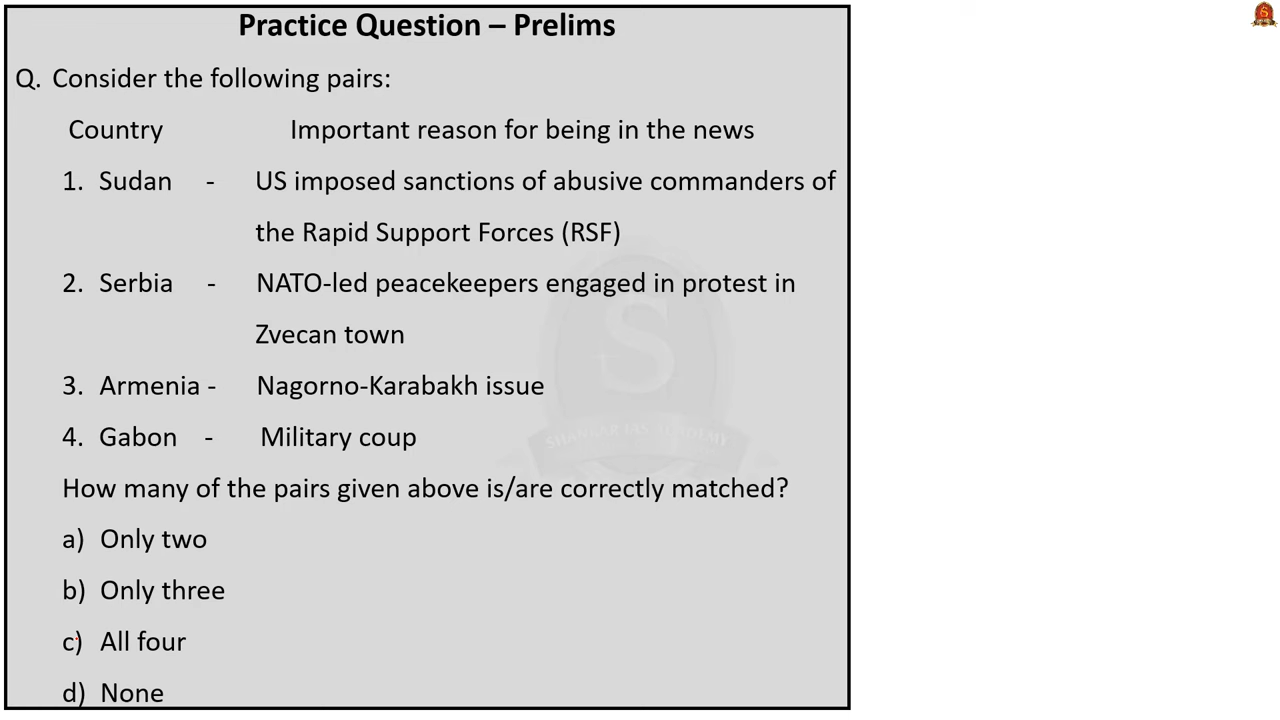 Practice Question – Prelims
Q. Consider the following pairs:
Country Important reason for being in the news
1. Sudan - US imposed sanctions of abusive commanders of
the Rapid Support Forces (RSF)
2. Serbia - NATO-led peacekeepers engaged in protest in
Zvecan town
3. Armenia - Nagorno-Karabakh issue
4. Gabon - Military coup
How many of the pairs given above is/are correctly matched?
a) Only two
b) Only three
c) All four
d) None
S
SHANKAR IAS ACADEMY
S